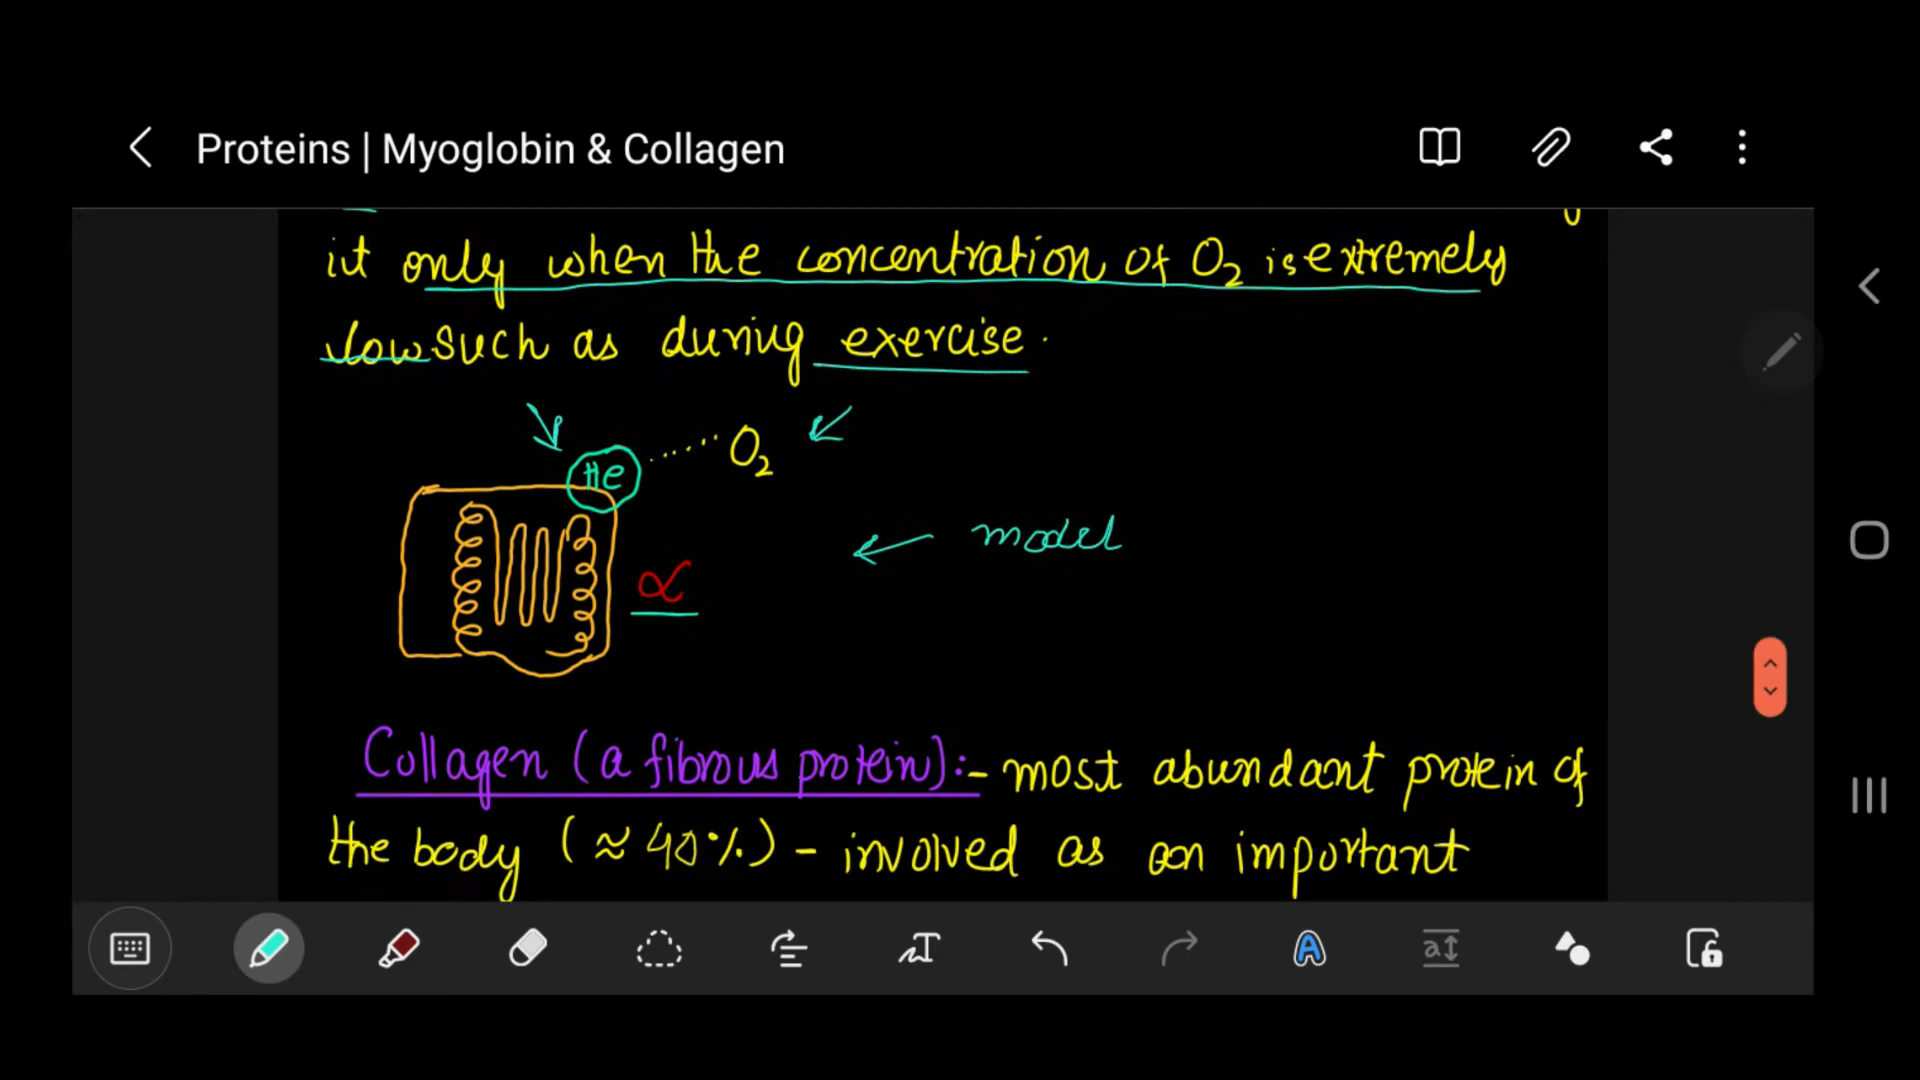 Proteins | Myoglobin & Collagen
it only when the concentration of O2 is extremely
low such as during exercise.
He ...... O2
model
∝
Collagen (a fibrous protein):- most abundant protein of
the body (≈ 40%) - involved as an important